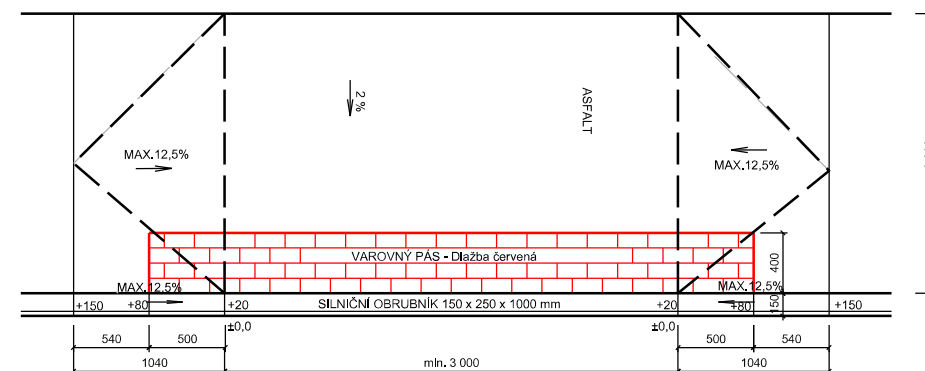 2 %
ASFALT
MAX.12,5%
MAX.12,5%
VAROVNÝ PÁS - Dlažba červená
400
MAX.12,5%
MAX.12,5%
+150
+80
+20
SILNIČNÍ OBRUBNÍK 150 x 250 x 1000 mm
+20
+80
150
+150
±0,0
±0,0
540
500
500
540
1040
min. 3 000
1040